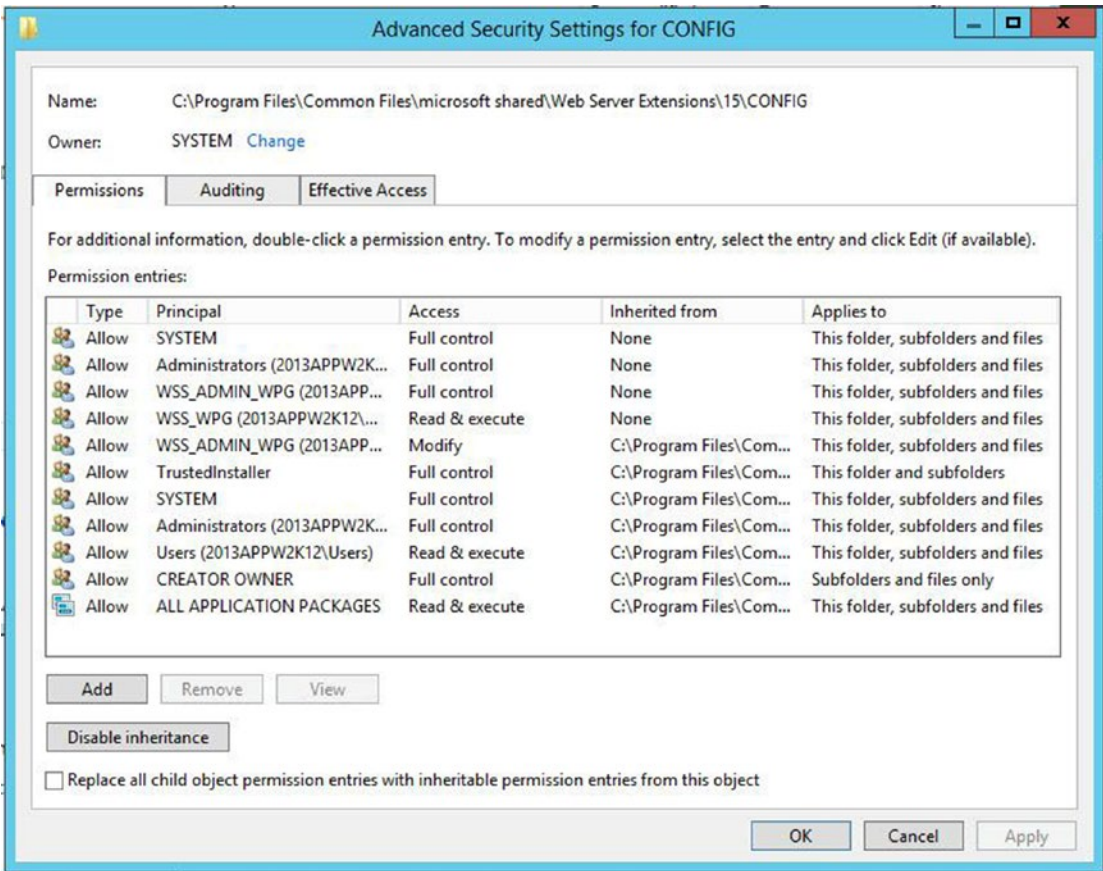 Advanced Security Settings for CONFIG
Name: C:\Program Files\Common Files\microsoft shared\Web Server Extensions\15\CONFIG
Owner: SYSTEM Change
Permissions Auditing Effective Access
For additional information, double-click a permission entry. To modify a permission entry, select the entry and click Edit (if available).
Permission entries:
Type Principal Access Inherited from Applies to
Allow SYSTEM Full control None This folder, subfolders and files
Allow Administrators (2013APPW2K... Full control None This folder, subfolders and files
Allow WSS_ADMIN_WPG (2013APP... Full control None This folder, subfolders and files
Allow WSS_WPG (2013APPW2K12\... Read & execute None This folder, subfolders and files
Allow WSS_ADMIN_WPG (2013APP... Modify C:\Program Files\Com... This folder, subfolders and files
Allow TrustedInstaller Full control C:\Program Files\Com... This folder and subfolders
Allow SYSTEM Full control C:\Program Files\Com... This folder, subfolders and files
Allow Administrators (2013APPW2K... Full control C:\Program Files\Com... This folder, subfolders and files
Allow Users (2013APPW2K12\Users) Read & execute C:\Program Files\Com... This folder, subfolders and files
Allow CREATOR OWNER Full control C:\Program Files\Com... Subfolders and files only
Allow ALL APPLICATION PACKAGES Read & execute C:\Program Files\Com... This folder, subfolders and files
Add Remove View
Disable inheritance
Replace all child object permission entries with inheritable permission entries from this object
OK Cancel Apply